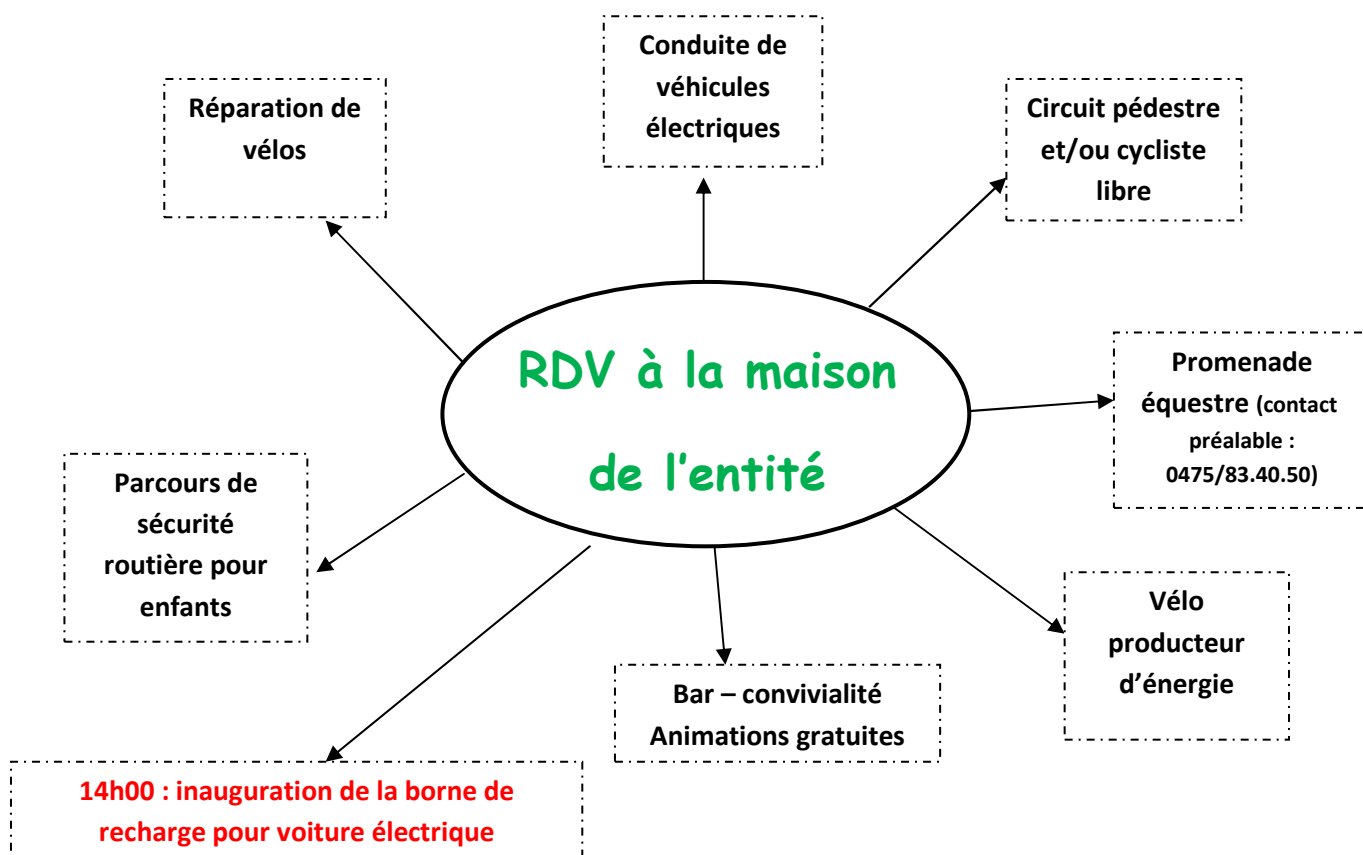 Conduite de
véhicules
électriques
Réparation de
vélos
Circuit pédestre
et/ou cycliste
libre
RDV à la maison
de l'entité
Promenade
équestre (contact
préalable :
0475/83.40.50)
Parcours de
sécurité
routière pour
enfants
Vélo
producteur
d'énergie
Bar – convivialité
Animations gratuites
14h00 : inauguration de la borne de
recharge pour voiture électrique